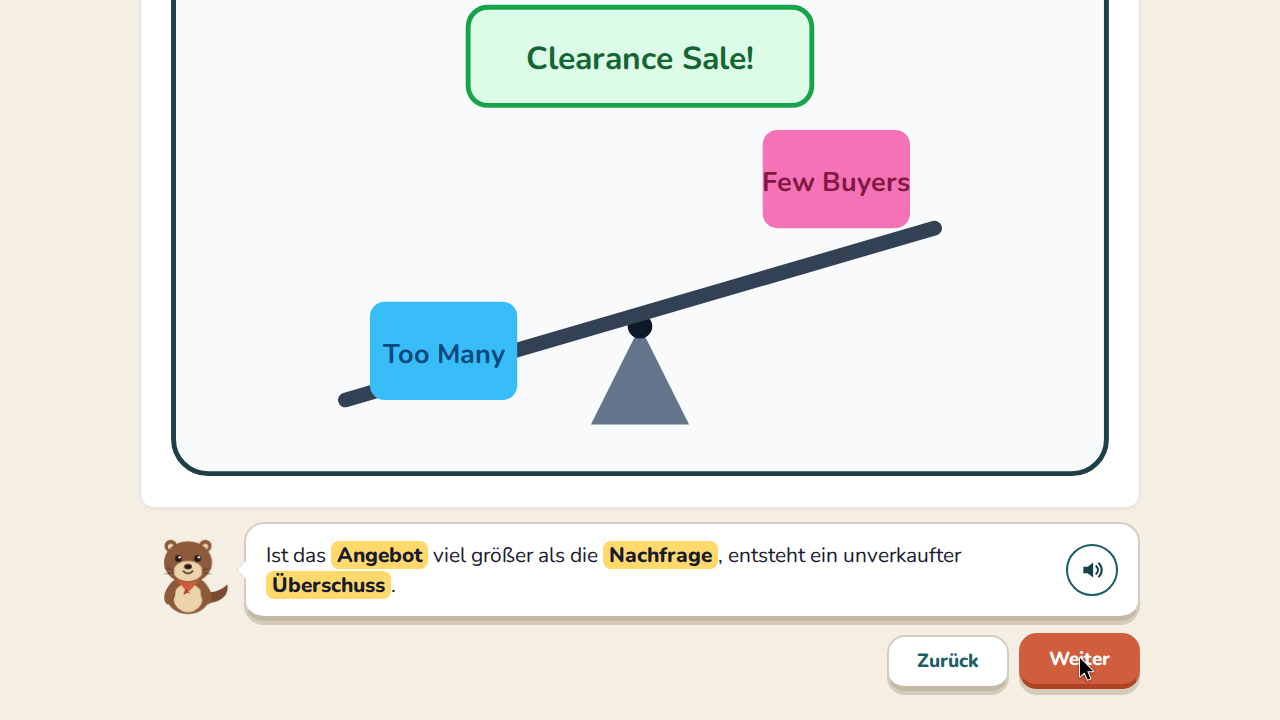 Clearance Sale!
Few Buyers
Too Many
Ist das Angebot viel größer als die Nachfrage, entsteht ein unverkaufter
Überschuss.
Zurück
Weiter